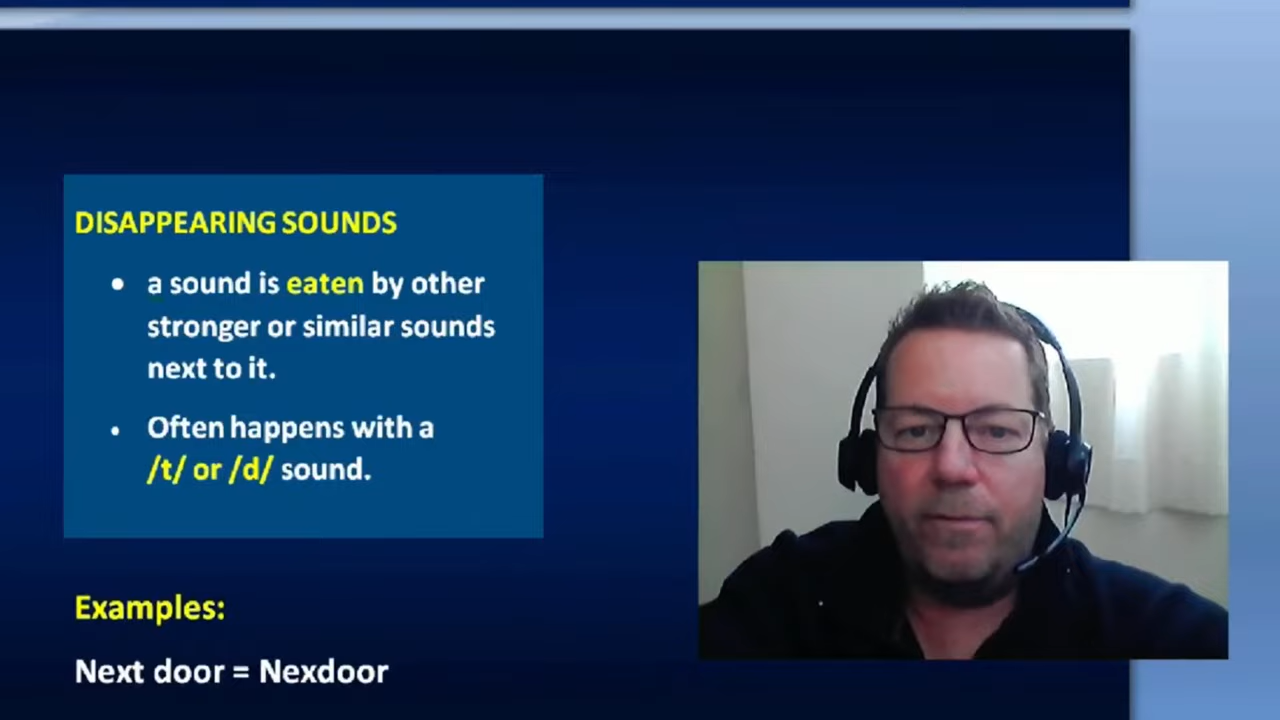 DISAPPEARING SOUNDS
• a sound is eaten by other
stronger or similar sounds
next to it.
• Often happens with a
/t/ or /d/ sound.
Examples:
Next door = Nexdoor